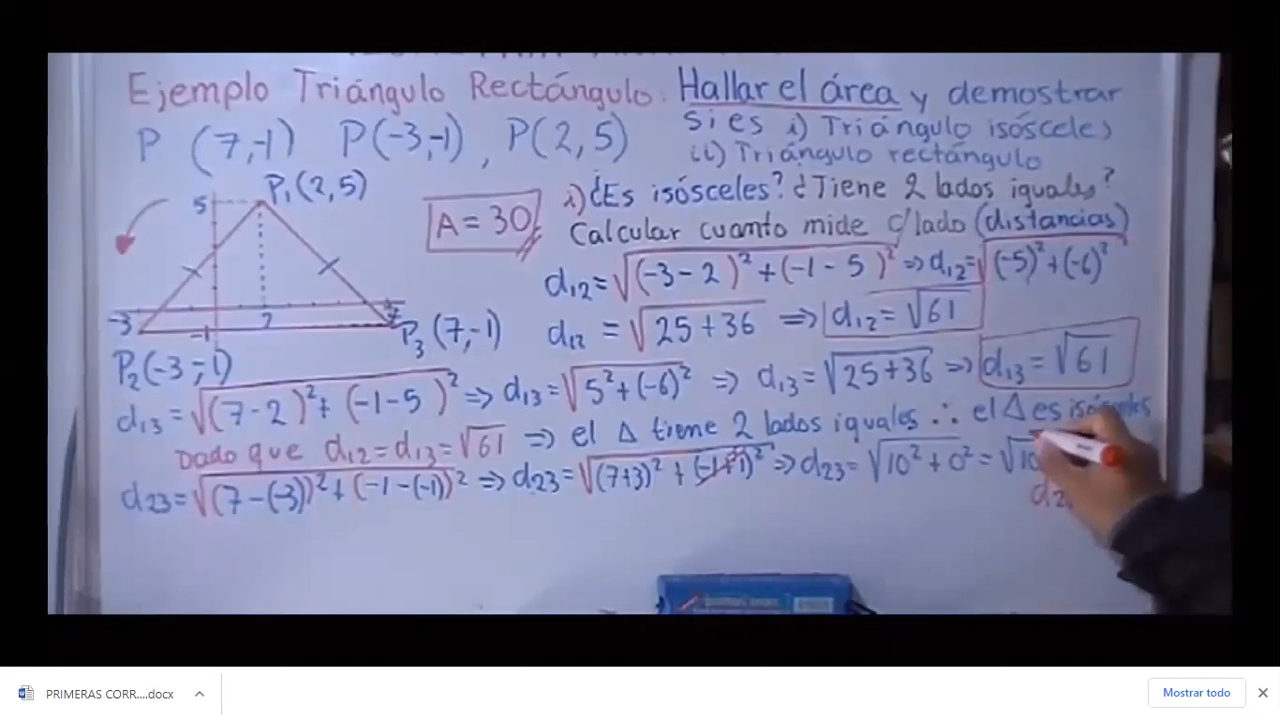 Ejemplo Triángulo Rectángulo. Hallar el área y demostrar
si es i) Triángulo isósceles
ii) Triángulo rectángulo
P (7,-1) P(-3,-1), P(2,5)
P₁(2,5)
5
A = 30
-3
2
7
-1
P₃(7,-1)
P₂(-3,-1)
i) ¿Es isósceles? ¿Tiene 2 lados iguales?
Calcular cuanto mide c/lado (distancias)
d₁₂=√(-3-2)²+(-1-5)² ⇒ d₁₂=√(-5)²+(-6)²
d₁₂ = √25+36 ⇒ d₁₂=√61
d₁₃ = √(7-2)²+(-1-5)² ⇒ d₁₃=√5²+(-6)² ⇒ d₁₃=√25+36 ⇒ d₁₃=√61
Dado que d₁₂=d₁₃=√61 ⇒ el Δ tiene 2 lados iguales ∴ el Δ es isósceles
d₂₃=√(7-(-3))²+(-1-(-1))² ⇒ d₂₃=√(7+3)²+(-1+1)² ⇒ d₂₃=√10²+0²=√10
PRIMERAS CORR....docx
Mostrar todo